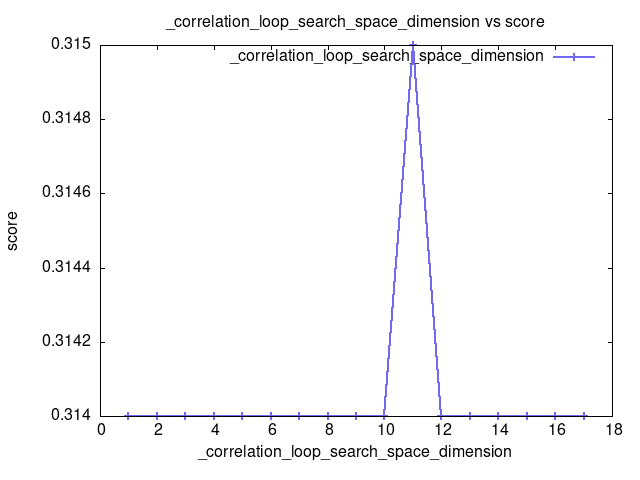 _correlation_loop_search_space_dimension vs score
_correlation_loop_search_space_dimension
0.315
0.3148
0.3146
0.3144
0.3142
0.314
score
0 2 4 6 8 10 12 14 16 18
_correlation_loop_search_space_dimension